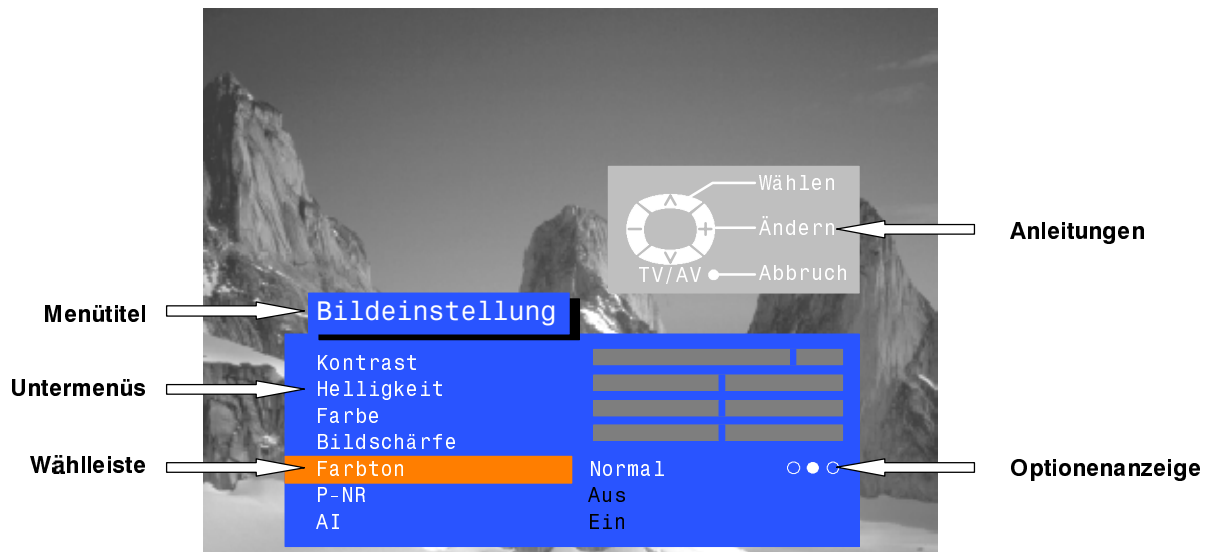 Wählen
Ändern
TV/AV
Abbruch
Anleitungen
Menütitel
Bildeinstellung
Untermenüs
Kontrast
Helligkeit
Farbe
Bildschärfe
Wählleiste
Farbton
Normal
Optionenanzeige
P-NR
Aus
AI
Ein